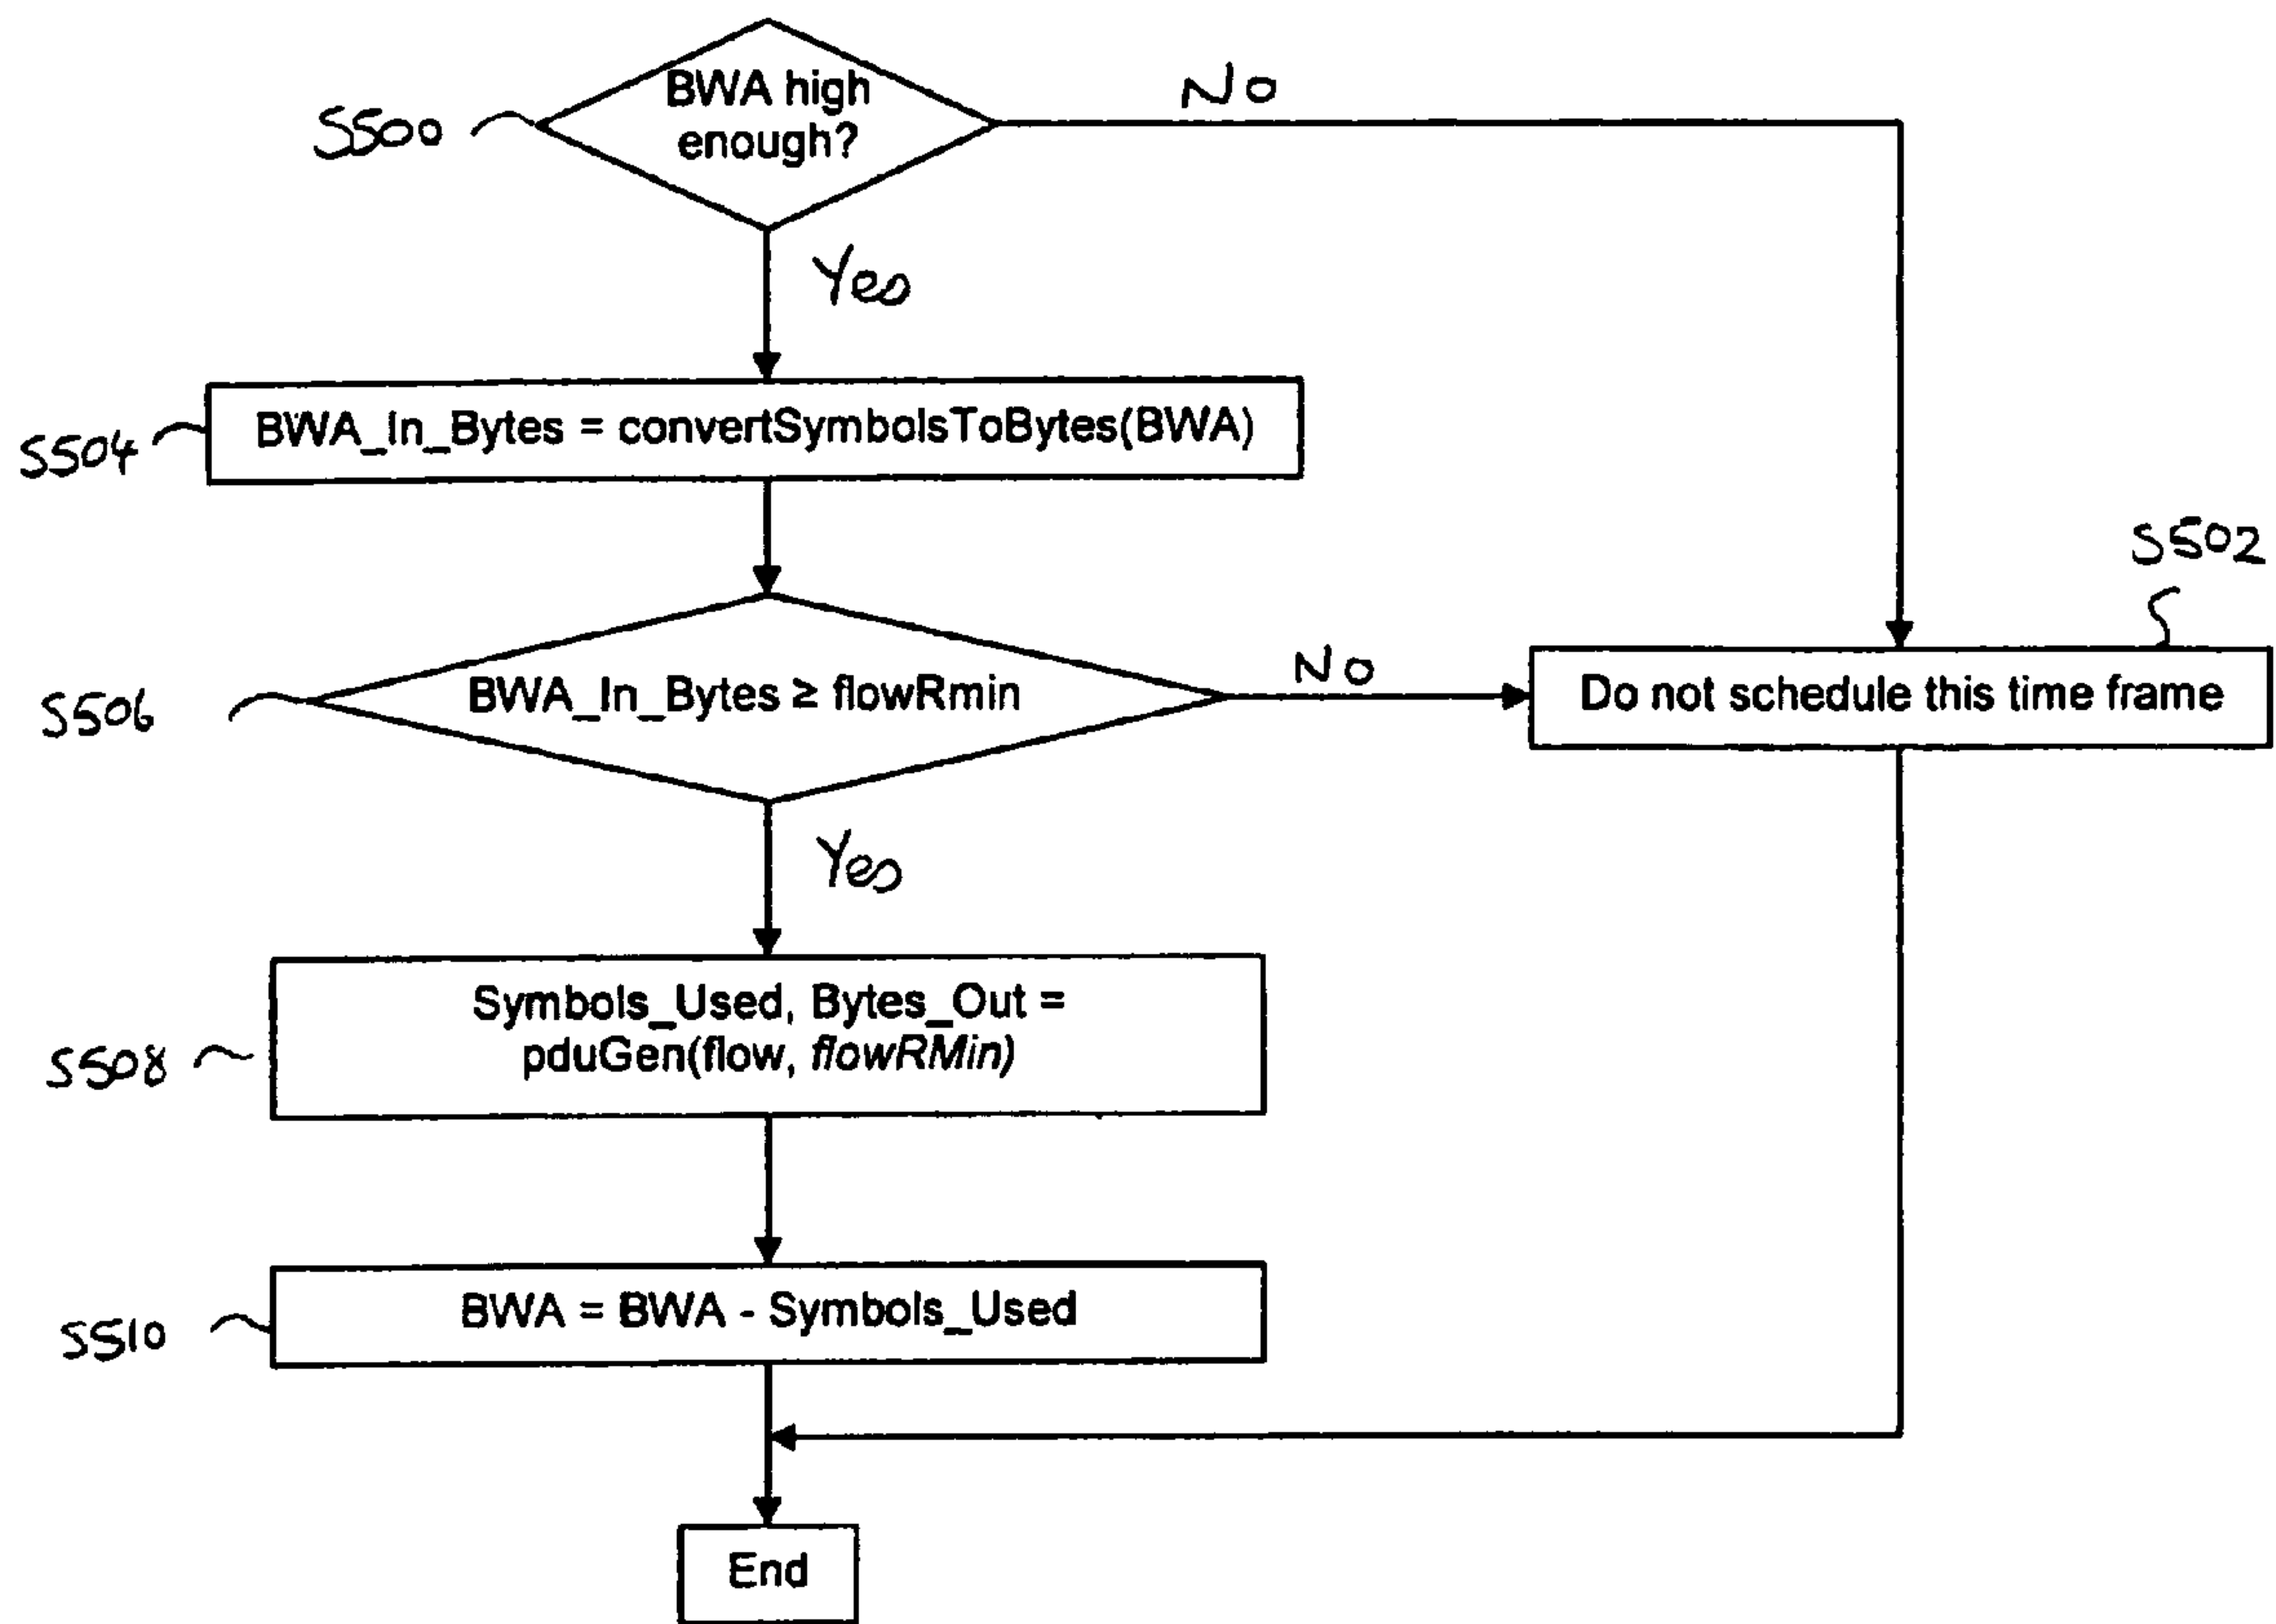 BWA high
enough?
No
S500
Yes
BWA_In_Bytes = convertSymbolsToBytes(BWA)
S504
S502
BWA_In_Bytes ≥ flowRmin
No
Do not schedule this time frame
S506
Yes
Symbols_Used, Bytes_Out =
pduGen(flow, flowRMin)
S508
BWA = BWA - Symbols_Used
S510
End